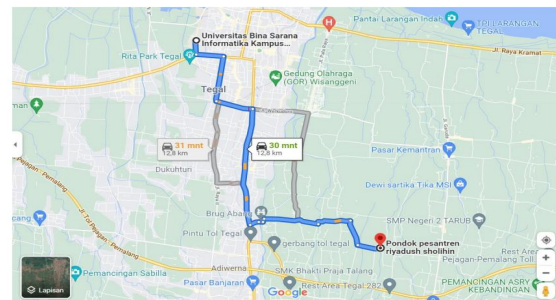 Pantai Larangan Indah
TPI LARANGAN
TEGAL
Universitas Bina Sarana
Informatika Kampus...
Jl. Raya Kramat
Rita Park Tegal
Gedung Olahraga
(GOR) Wisanggeni
Tegal
31 mnt
12,8 km
30 mnt
12,8 km
Pasar Kemantran
Dukuhturi
Dewi sartika Tika MSI
Jl Tol Pejagan - Pemalang
Brug Abang
SMP Negeri 2 TARUB
Pintu Tol Tegal
gerbang tol tegal
Pondok pesantren
riyadush sholihin
Rest Area
Adiwerna
Pemancingan Sabilla
SMK Bhakti Praja Talang
Pasar Banjaran
Rest Area Tegal 282
PEMANCINGAN ASRY
KEBANDINGAN
Lapisan
Google